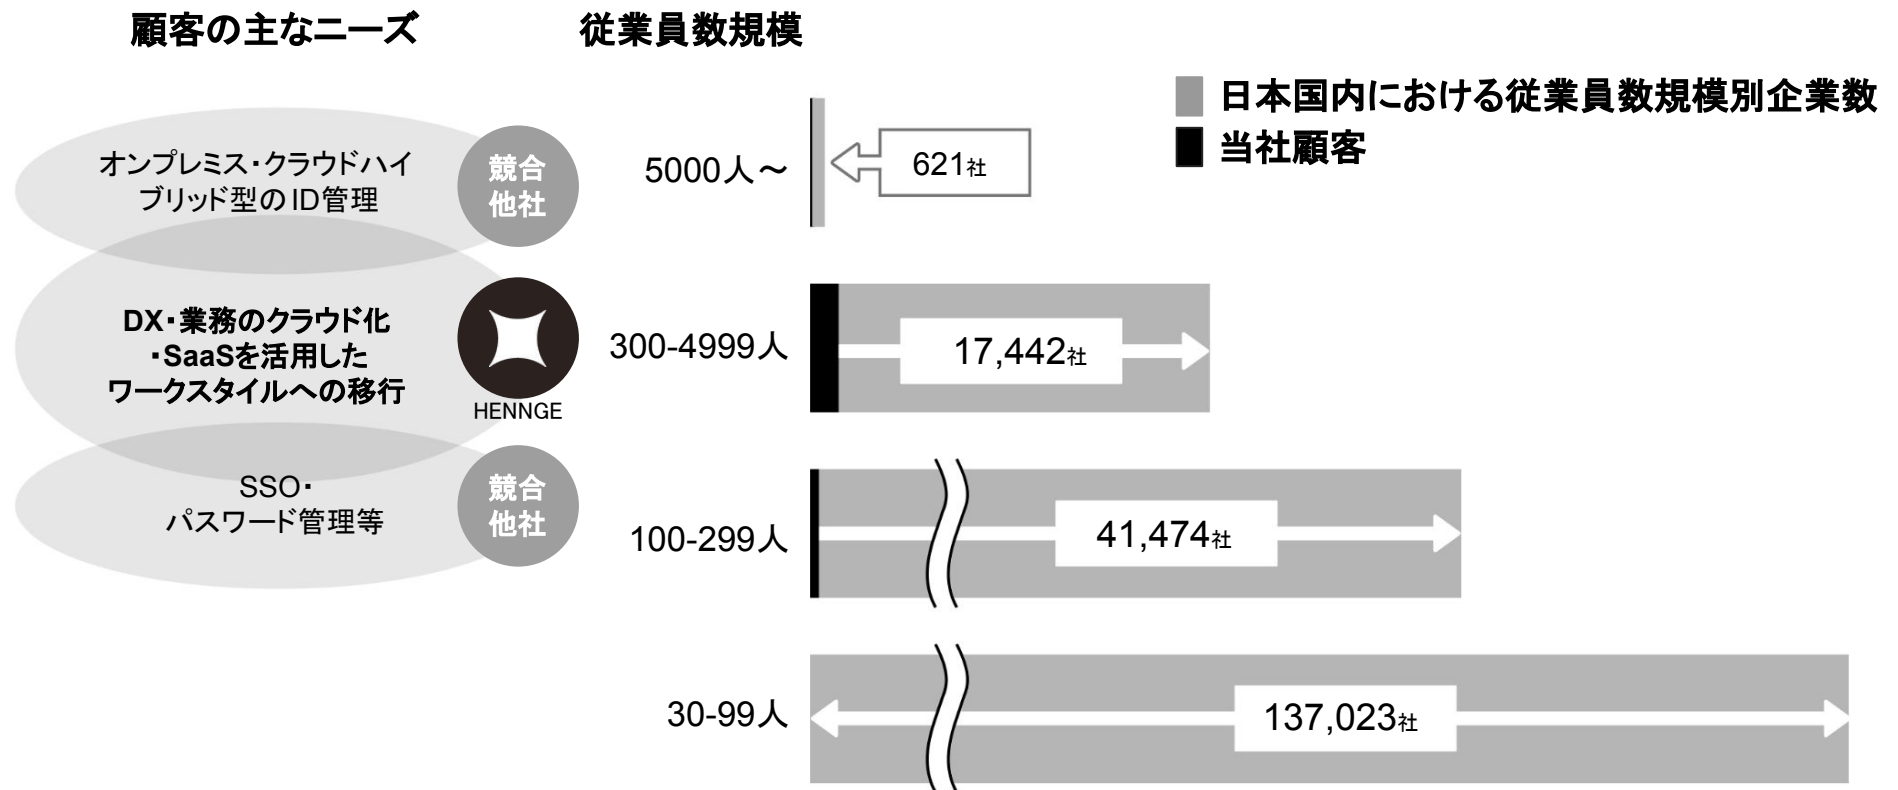 顧客の主なニーズ
従業員数規模
日本国内における従業員数規模別企業数
当社顧客
オンプレミス・クラウドハイ
ブリッド型のID管理
競合
他社
5000人～
621社
DX・業務のクラウド化
・SaaSを活用した
ワークスタイルへの移行
HENNGE
300-4999人
17,442社
SSO・
パスワード管理等
競合
他社
100-299人
41,474社
30-99人
137,023社